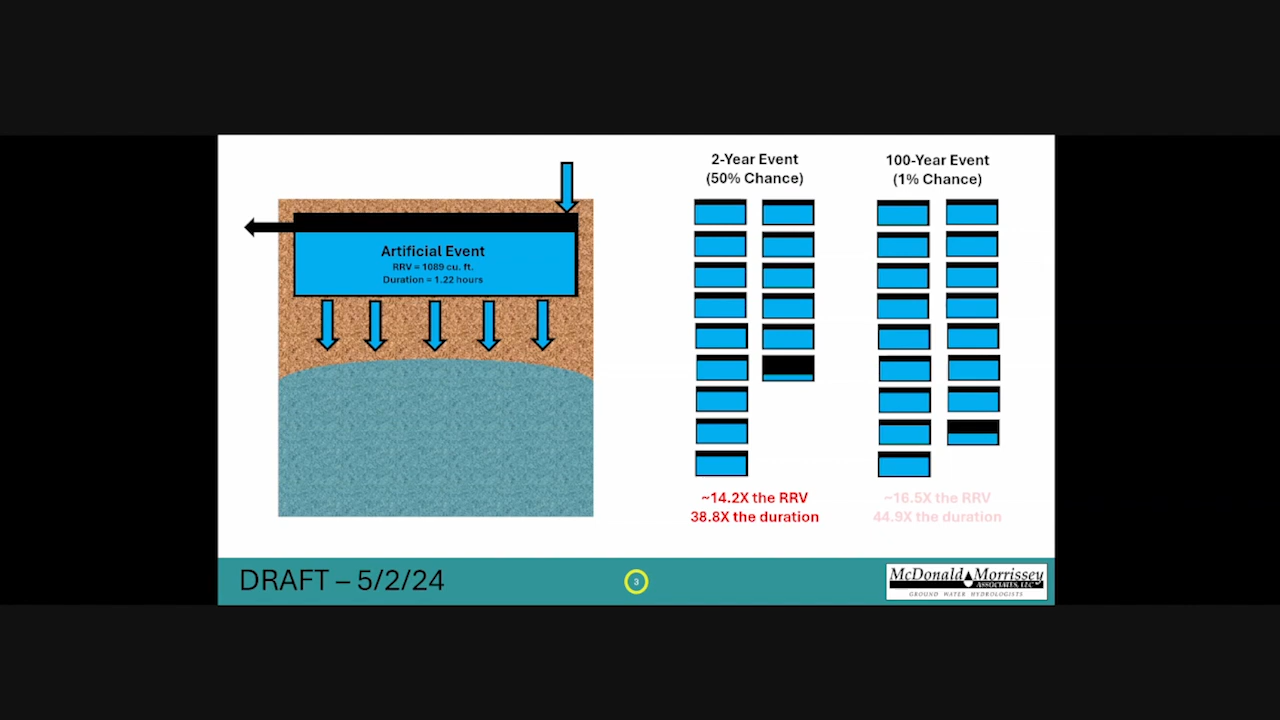 2-Year Event
(50% Chance)
100-Year Event
(1% Chance)
Artificial Event
RRV = 1089 cu. ft.
Duration = 1.22 hours
~14.2X the RRV
38.8X the duration
~16.5X the RRV
44.9X the duration
DRAFT – 5/2/24
3
McDonald Morrissey
ASSOCIATES, LLC
GROUND WATER HYDROLOGISTS